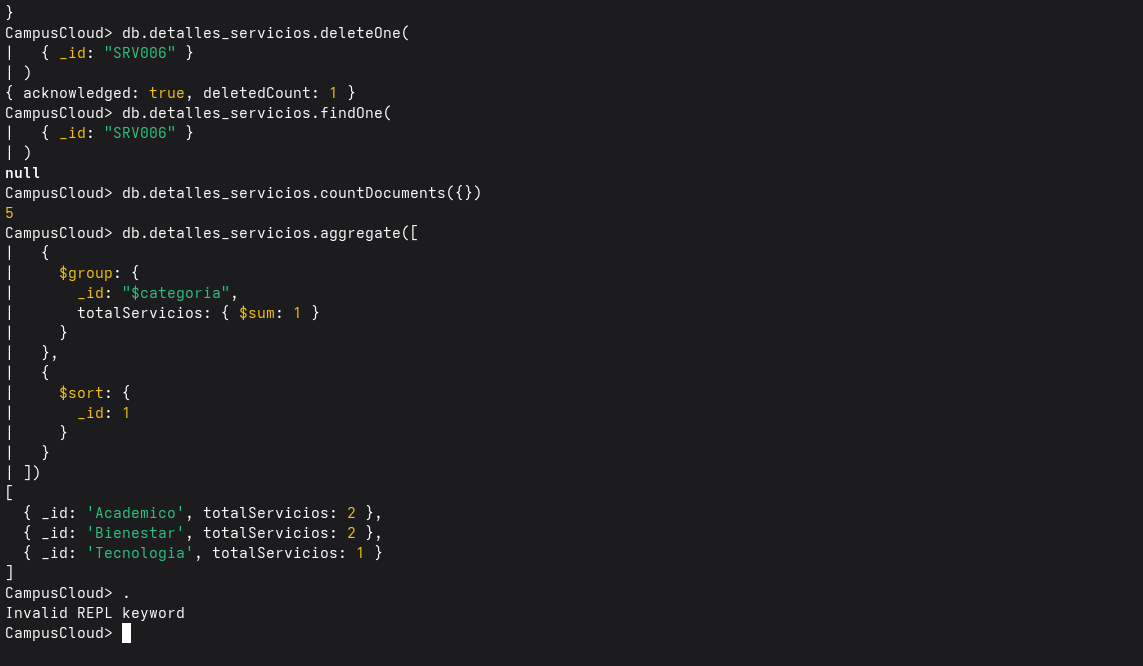 }
CampusCloud> db.detalles_servicios.deleteOne(
|   { _id: "SRV006" }
| )
{ acknowledged: true, deletedCount: 1 }
CampusCloud> db.detalles_servicios.findOne(
|   { _id: "SRV006" }
| )
null
CampusCloud> db.detalles_servicios.countDocuments({})
5
CampusCloud> db.detalles_servicios.aggregate([
|   {
|     $group: {
|       _id: "$categoria",
|       totalServicios: { $sum: 1 }
|     }
|   },
|   {
|     $sort: {
|       _id: 1
|     }
|   }
| ])
[
  { _id: 'Academico', totalServicios: 2 },
  { _id: 'Bienestar', totalServicios: 2 },
  { _id: 'Tecnologia', totalServicios: 1 }
]
CampusCloud> .
Invalid REPL keyword
CampusCloud>